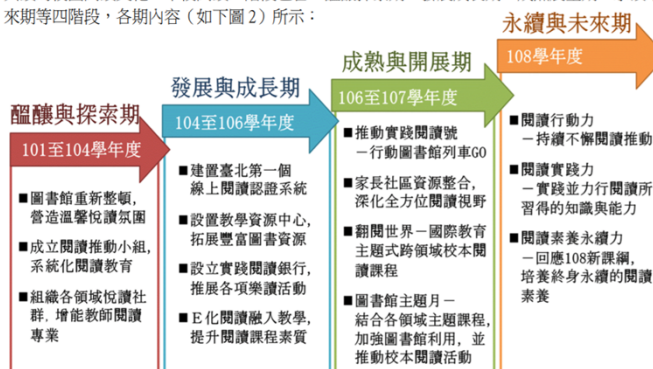 來期等四階段，各期內容（如下圖2）所示：
醞釀與探索期
101至104學年度
■圖書館重新整頓，
營造溫馨悅讀氛圍
■成立閱讀推動小組，
系統化閱讀教育
■組織各領域悅讀社
群，增能教師閱讀
專業
發展與成長期
104至106學年度
■建置臺北第一個
線上閱讀認證系統
■設置教學資源中心，
拓展豐富圖書資源
■設立實踐閱讀銀行，
推展各項樂讀活動
■Ｅ化閱讀融入教學，
提升閱讀課程素質
成熟與開展期
106至107學年度
■推動實踐閱讀號
－行動圖書館列車GO
■家長社區資源整合，
深化全方位閱讀視野
■翻閱世界－國際教育
主題式跨領域校本閱
讀課程
■圖書館主題月－
結合各領域主題課程，
加強圖書館利用，並
推動校本閱讀活動
永續與未來期
108學年度
■閱讀行動力
－持續不懈閱讀推動
■閱讀實踐力
－實踐並力行閱讀所
習得的知識與能力
■閱讀素養永續力
－回應108新課綱，
培養終身永續的閱讀
素養